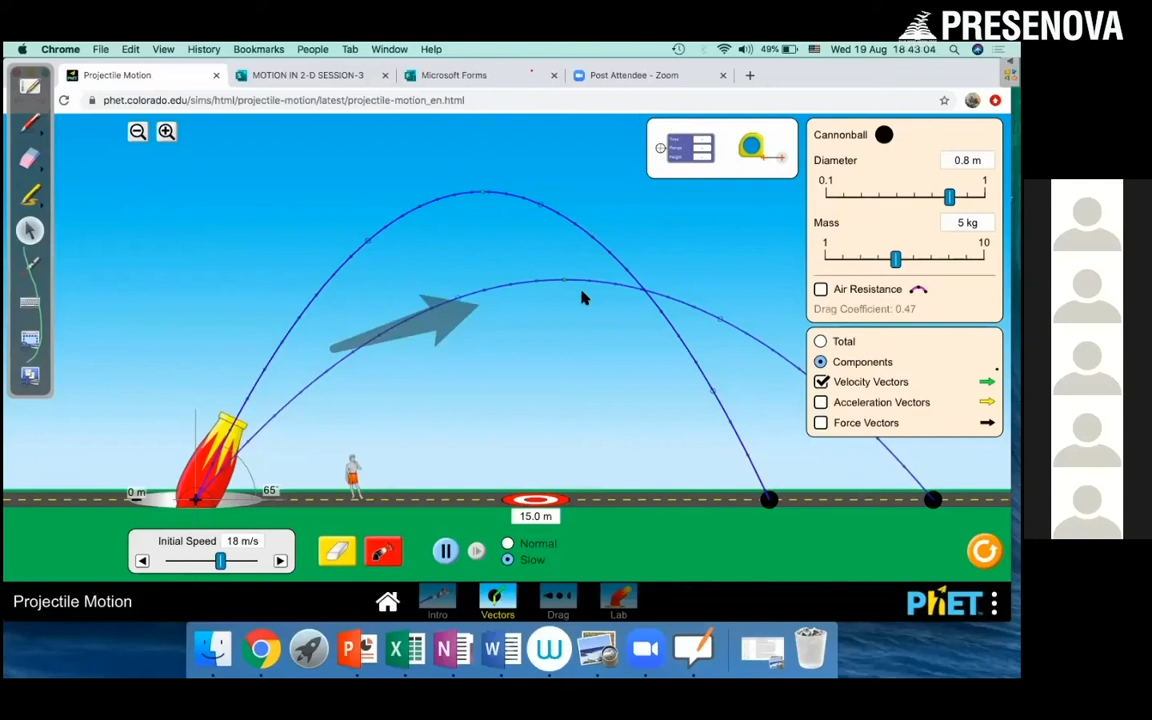 PRESENOVA
Chrome File Edit View History Bookmarks People Tab Window Help 49% Wed 19 Aug 18 43 04
Projectile Motion MOTION IN 2-D SESSION-3 Microsoft Forms Post Attendee - Zoom
phet.colorado.edu/sims/html/projectile-motion/latest/projectile-motion_en.html
Cannonball
Diameter 0.8 m
0.1 1
Mass 5 kg
1 10
Air Resistance
Drag Coefficient: 0.47
Total
Components
Velocity Vectors
Acceleration Vectors
Force Vectors
0 m 65°
15.0 m
Initial Speed 18 m/s
Normal
Slow
Projectile Motion Intro Vectors Drag Lab PhET
P X N W W